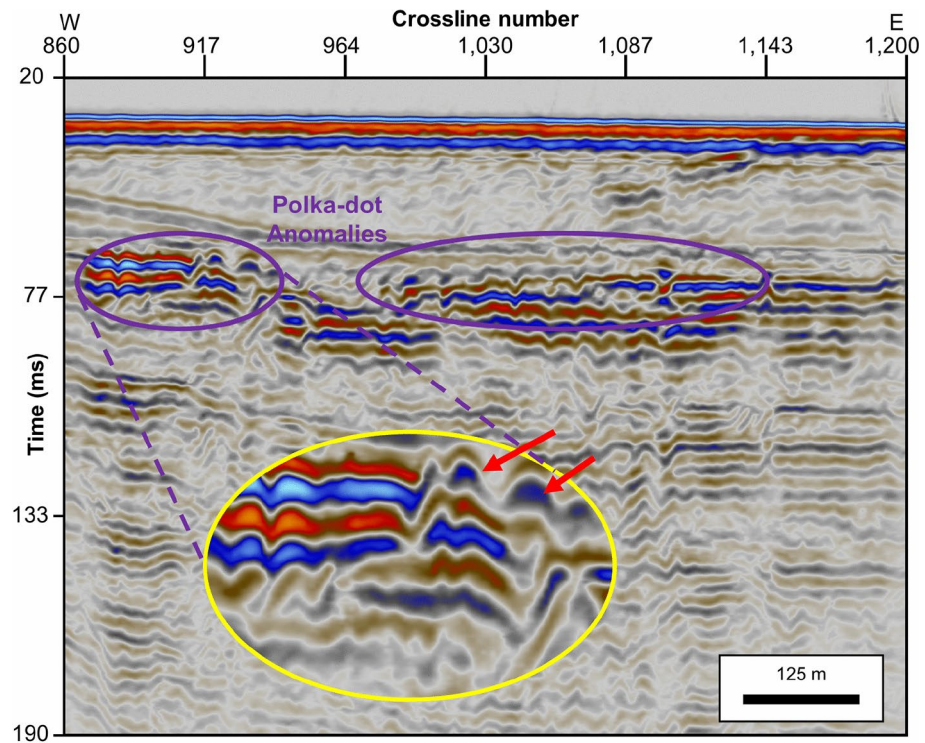 Crossline number
W E
860 917 964 1,030 1,087 1,143 1,200
20
Polka-dot
Anomalies
77
Time (ms)
133
125 m
190